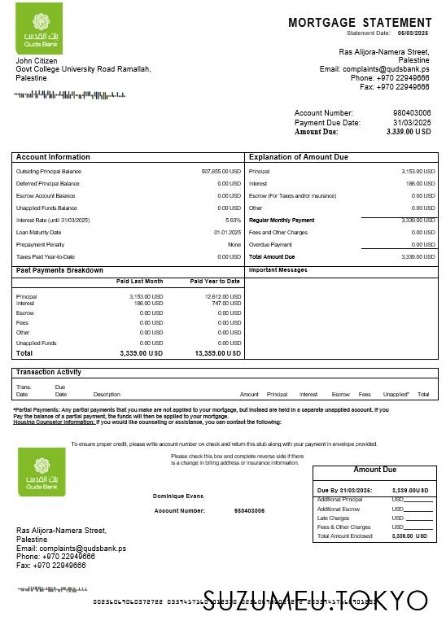 MORTGAGE STATEMENT
Statement Date: 06/03/2025
بنك القدس
Quds Bank
John Citizen
Govt College University Road Ramallah,
Palestine
Ras Alijora-Namera Street,
Palestine
Email: complaints@qudsbank.ps
Phone: +970 22949666
Fax: +970 22949666
Account Number: 980403006
Payment Due Date: 31/03/2025
Amount Due: 3.339.00 USD
Account Information
Outsiding Principal Balance 507,855.00 USD
Deferred Principal Balance 0.00 USD
Escrow Account Balance 0.00 USD
Unapplied Funds Balance 0.00 USD
Interest Rate (until 31/03/2025) 5.93%
Loan Maturity Date 01.01.2025
Prepayment Penalty None
Taxes Paid Year-to-Date 0.00 USD
Explanation of Amount Due
Principal 3,153.00 USD
Interest 186.00 USD
Escrow (For Taxes and/or Insurance) 0.00 USD
Other 0.00 USD
Regular Monthly Payment 3,339.00 USD
Fees and Other Charges 0.00 USD
Overdue Payment 0.00 USD
Total Amount Due 3,339.00 USD
Past Payments Breakdown
Paid Last Month Paid Year to Date
Principal 3,153.00 USD 12,612.00 USD
Interest 186.00 USD 747.00 USD
Escrow 0.00 USD 0.00 USD
Fees 0.00 USD 0.00 USD
Other 0.00 USD 0.00 USD
Unapplied Funds 0.00 USD 0.00 USD
Total 3,339.00 USD 13,359.00 USD
Important Messages
Transaction Activity
Trans. Due
Date Date Description Amount Principal Interest Escrow Fees Unapplied* Total
*Partial Payments: Any partial payments that you make are not applied to your mortgage, but instead are held in a separate unapplied account. If you
Pay the balance of a partial payment, the funds will then be applied to your mortgage.
Housing Counselor Information: If you would like counseling or assistance, you can contact the following:
To ensure proper credit, please write account number on check and return this stub along with your payment in envelope provided.
Please check this box and complete reverse side if there
is a change in billing address or insurance information.
بنك القدس
Quds Bank
Dominique Evans
Account Number: 980403006
Amount Due
Due By 31/03/2025: 3,339.00 USD
Additional Principal USD
Additional Escrow USD
Late Charges USD
Fees & Other Charges USD
Total Amount Enclosed 3,339.00 USD
Ras Alijora-Namera Street,
Palestine
Email: complaints@qudsbank.ps
Phone: +970 22949666
Fax: +970 22949666
SUZUMEU.TOKYO